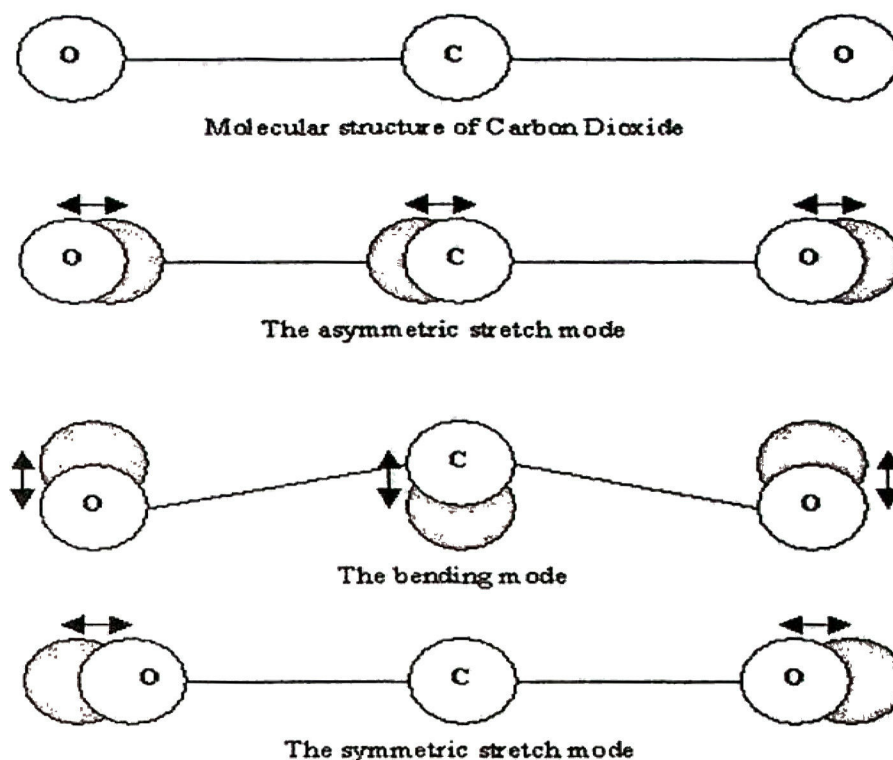 O C O
Molecular structure of Carbon Dioxide
O C O
The asymmetric stretch mode
O C O
The bending mode
O C O
The symmetric stretch mode